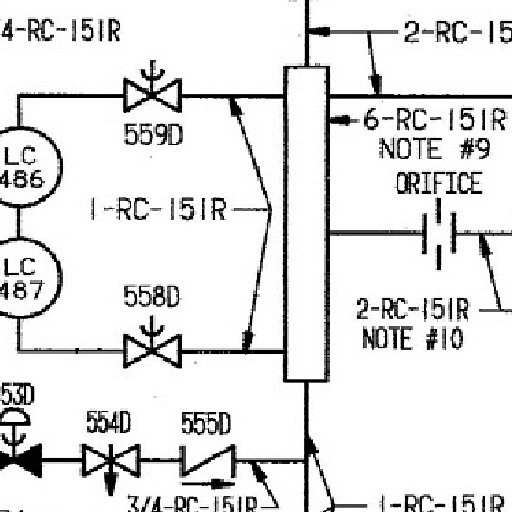 /4-RC-151R
2-RC-15
559D
6-RC-151R
NOTE #9
LC
486
ORIFICE
1-RC-151R
LC
487
558D
2-RC-151R
NOTE #10
53D
554D
555D
3/4-RC-151R
1-RC-151R